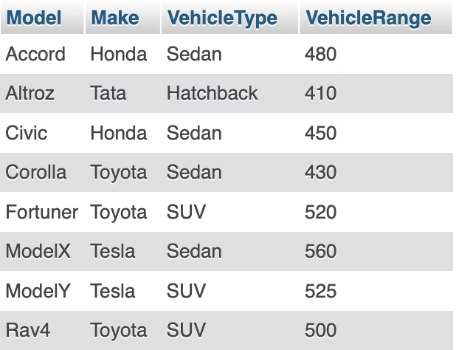 Model Make VehicleType VehicleRange
Accord Honda Sedan 480
Altroz Tata Hatchback 410
Civic Honda Sedan 450
Corolla Toyota Sedan 430
Fortuner Toyota SUV 520
ModelX Tesla Sedan 560
ModelY Tesla SUV 525
Rav4 Toyota SUV 500